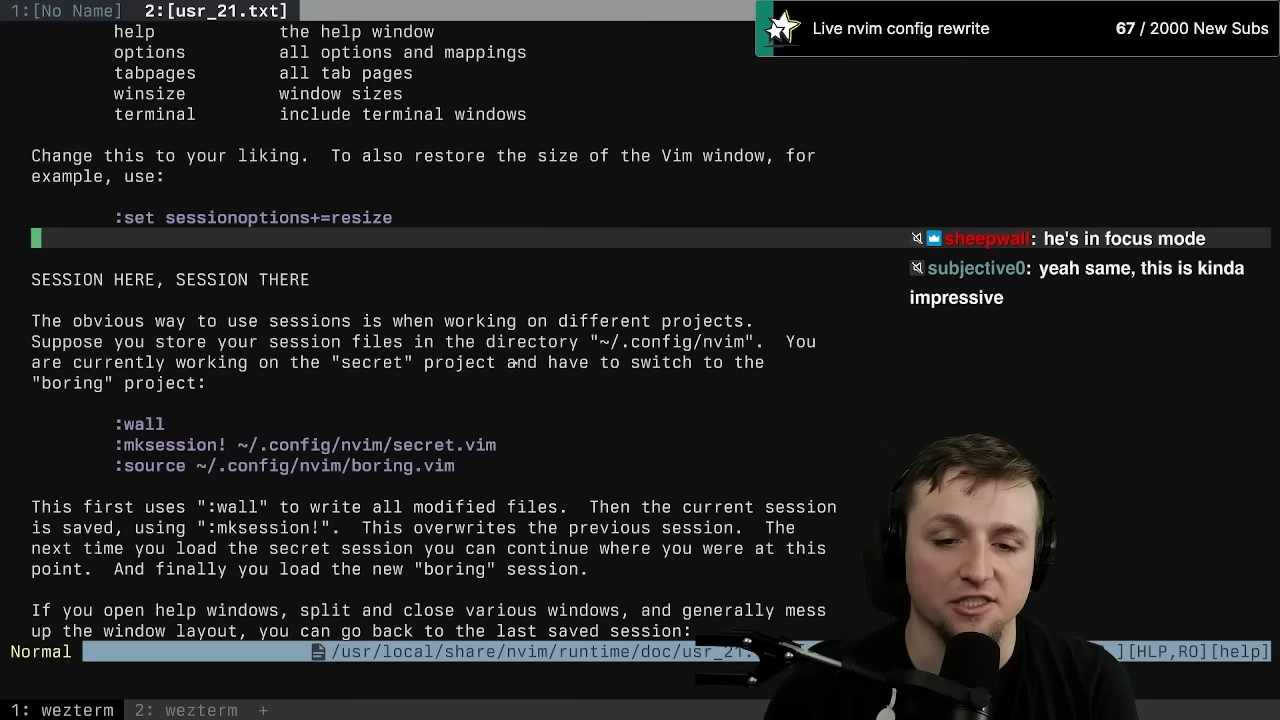 1:[No Name]  2:[usr_21.txt]
Live nvim config rewrite 67 / 2000 New Subs
help            the help window
options         all options and mappings
tabpages        all tab pages
winsize         window sizes
terminal        include terminal windows
Change this to your liking.  To also restore the size of the Vim window, for
example, use:
:set sessionoptions+=resize
sheepwall: he's in focus mode
subjective0: yeah same, this is kinda
impressive
SESSION HERE, SESSION THERE
The obvious way to use sessions is when working on different projects.
Suppose you store your session files in the directory "~/.config/nvim".  You
are currently working on the "secret" project and have to switch to the
"boring" project:
:wall
:mksession! ~/.config/nvim/secret.vim
:source ~/.config/nvim/boring.vim
This first uses ":wall" to write all modified files.  Then the current session
is saved, using ":mksession!".  This overwrites the previous session.  The
next time you load the secret session you can continue where you were at this
point.  And finally you load the new "boring" session.
If you open help windows, split and close various windows, and generally mess
up the window layout, you can go back to the last saved session:
Normal /usr/local/share/nvim/runtime/doc/usr_21. ][HLP,RO][help]
1: wezterm  2: wezterm  +